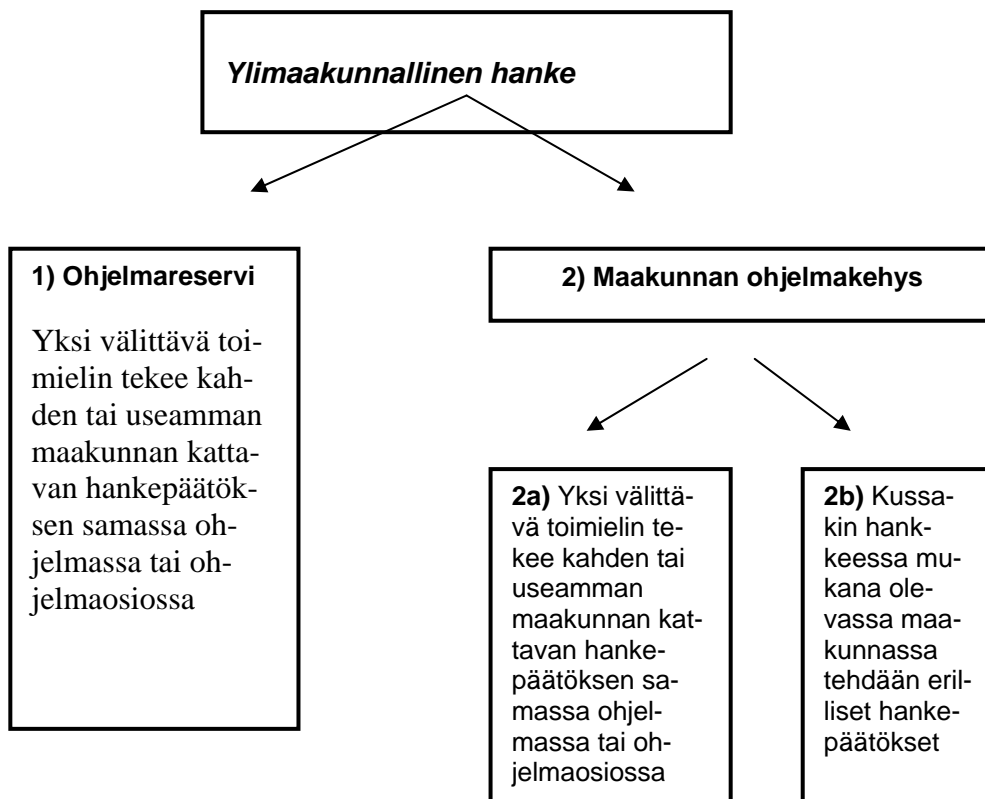 Ylimaakunnallinen hanke
1) Ohjelmareservi
Yksi välittävä toi-
mielin tekee kah-
den tai useamman
maakunnan katta-
van hankepäätök-
sen samassa oh-
jelmassa tai oh-
jelmaosiossa
2) Maakunnan ohjelmakehys
2a) Yksi välittä-
vä toimielin te-
kee kahden tai
useamman
maakunnan kat-
tavan hanke-
päätöksen sa-
massa ohjel-
massa tai oh-
jelmaosiossa
2b) Kussa-
kin hank-
keessa mu-
kana ole-
vassa maa-
kunnassa
tehdään eril-
liset hanke-
päätökset